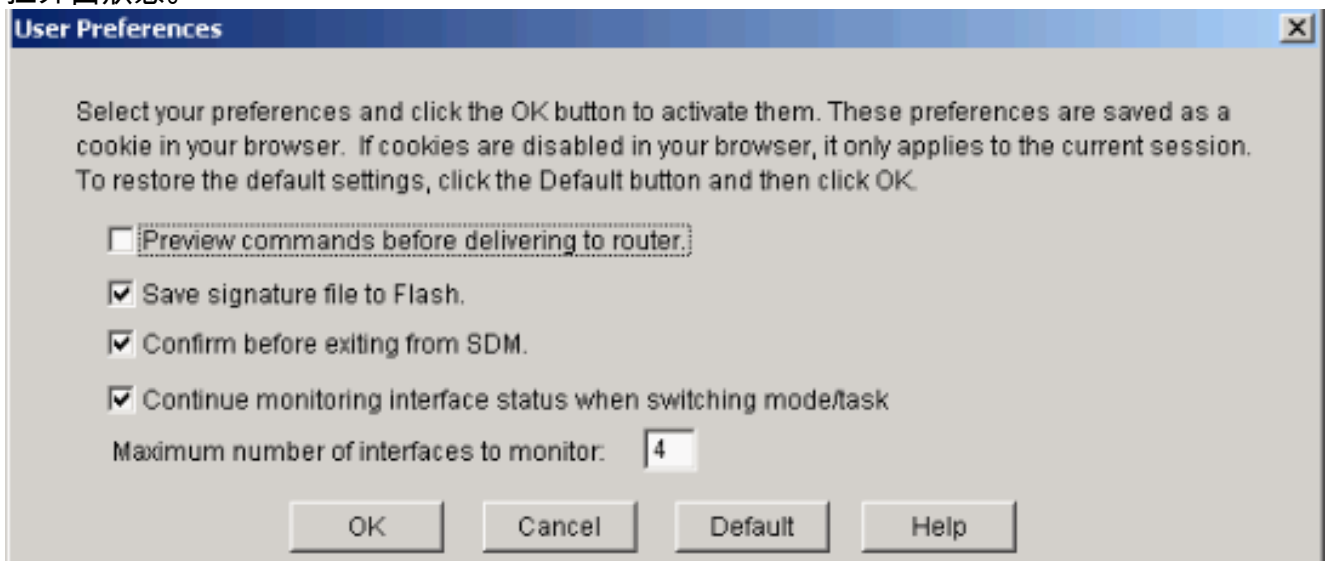 User Preferences
Select your preferences and click the OK button to activate them. These preferences are saved as a
cookie in your browser. If cookies are disabled in your browser, it only applies to the current session.
To restore the default settings, click the Default button and then click OK.
Preview commands before delivering to router.
Save signature file to Flash.
Confirm before exiting from SDM.
Continue monitoring interface status when switching mode/task
Maximum number of interfaces to monitor: 4
OK Cancel Default Help